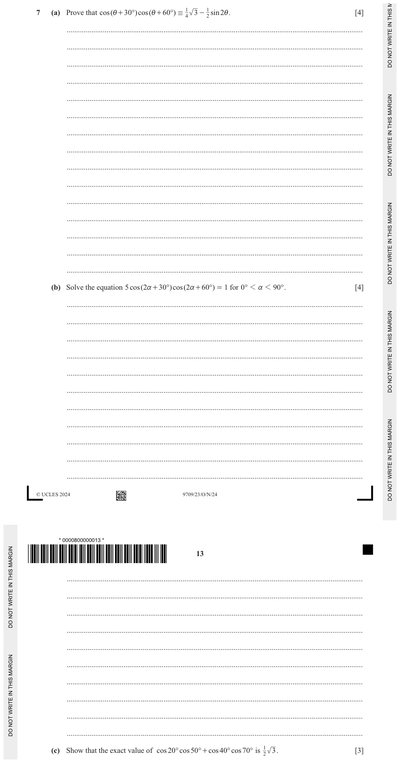 7 (a) Prove that cos(θ + 30°)cos(θ + 60°) ≡ ¼√3 − ½ sin 2θ. [4]
DO NOT WRITE IN THIS MARGIN
DO NOT WRITE IN THIS MARGIN
DO NOT WRITE IN THIS MARGIN
(b) Solve the equation 5 cos(2α + 30°)cos(2α + 60°) = 1 for 0° < α < 90°. [4]
DO NOT WRITE IN THIS MARGIN
DO NOT WRITE IN THIS MARGIN
© UCLES 2024 9709/23/O/N/24
* 0000800000013 *
13
DO NOT WRITE IN THIS MARGIN
DO NOT WRITE IN THIS MARGIN
(c) Show that the exact value of cos 20° cos 50° + cos 40° cos 70° is ½√3. [3]